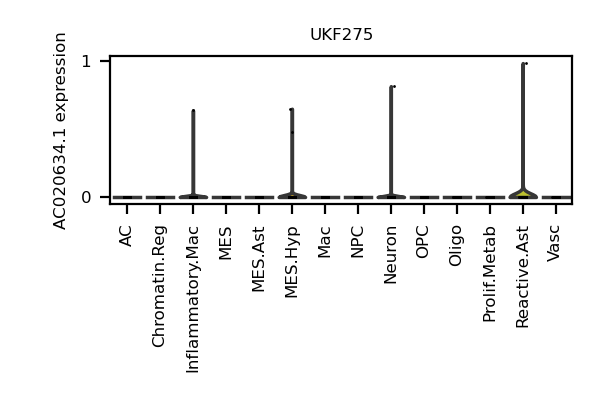 UKF275
AC020634.1 expression
1
0
AC
Chromatin.Reg
Inflammatory.Mac
MES
MES.Ast
MES.Hyp
Mac
NPC
Neuron
OPC
Oligo
Prolif.Metab
Reactive.Ast
Vasc